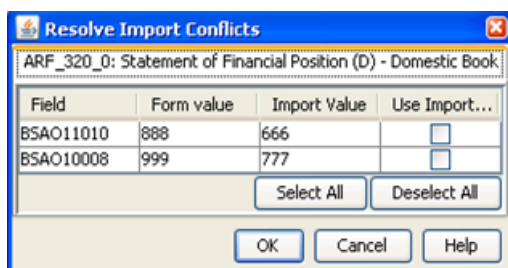 Resolve Import Conflicts
ARF_320_0: Statement of Financial Position (D) - Domestic Book
Field Form value Import Value Use Import...
BSAO11010 888 666
BSAO10008 999 777
Select All Deselect All
OK Cancel Help